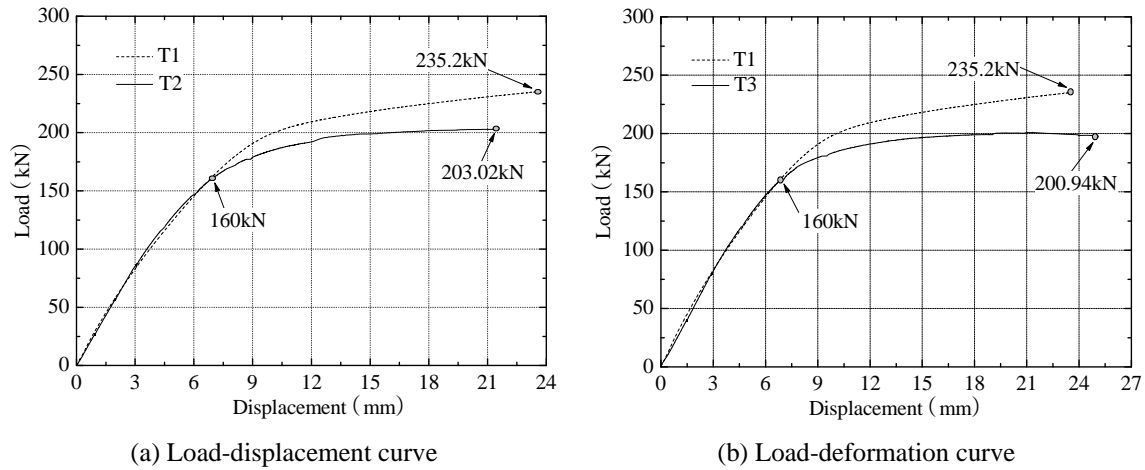 300
250
200
150
100
50
0
Load（kN）
T1
T2
235.2kN
203.02kN
160kN
0 3 6 9 12 15 18 21 24
Displacement（mm）
(a) Load-displacement curve
300
250
200
150
100
50
0
Load（kN）
T1
T3
235.2kN
200.94kN
160kN
0 3 6 9 12 15 18 21 24 27
Displacement（mm）
(b) Load-deformation curve